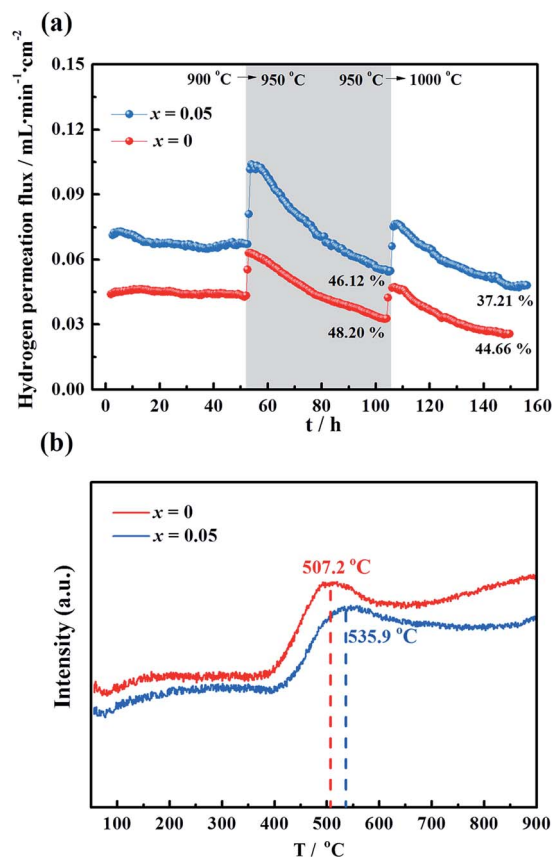 (a)
Hydrogen permeation flux / mL·min⁻¹·cm⁻²
0.15
0.12
0.09
0.06
0.03
0.00
900 °C → 950 °C
950 °C → 1000 °C
x = 0.05
x = 0
46.12 %
48.20 %
37.21 %
44.66 %
0 20 40 60 80 100 120 140 160
t / h
(b)
Intensity (a.u.)
x = 0
x = 0.05
507.2 °C
535.9 °C
100 200 300 400 500 600 700 800 900
T / °C